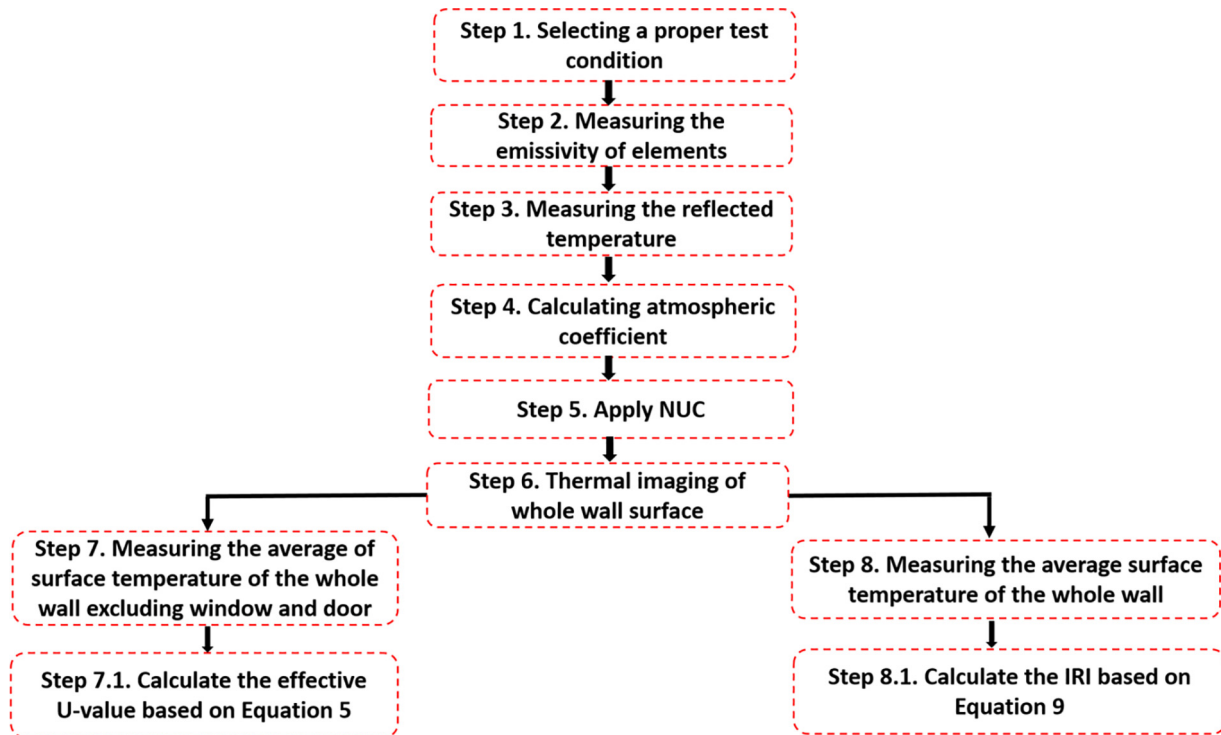 Step 1. Selecting a proper test
condition
Step 2. Measuring the
emissivity of elements
Step 3. Measuring the reflected
temperature
Step 4. Calculating atmospheric
coefficient
Step 5. Apply NUC
Step 6. Thermal imaging of
whole wall surface
Step 7. Measuring the average of
surface temperature of the whole
wall excluding window and door
Step 7.1. Calculate the effective
U-value based on Equation 5
Step 8. Measuring the average surface
temperature of the whole wall
Step 8.1. Calculate the IRI based on
Equation 9